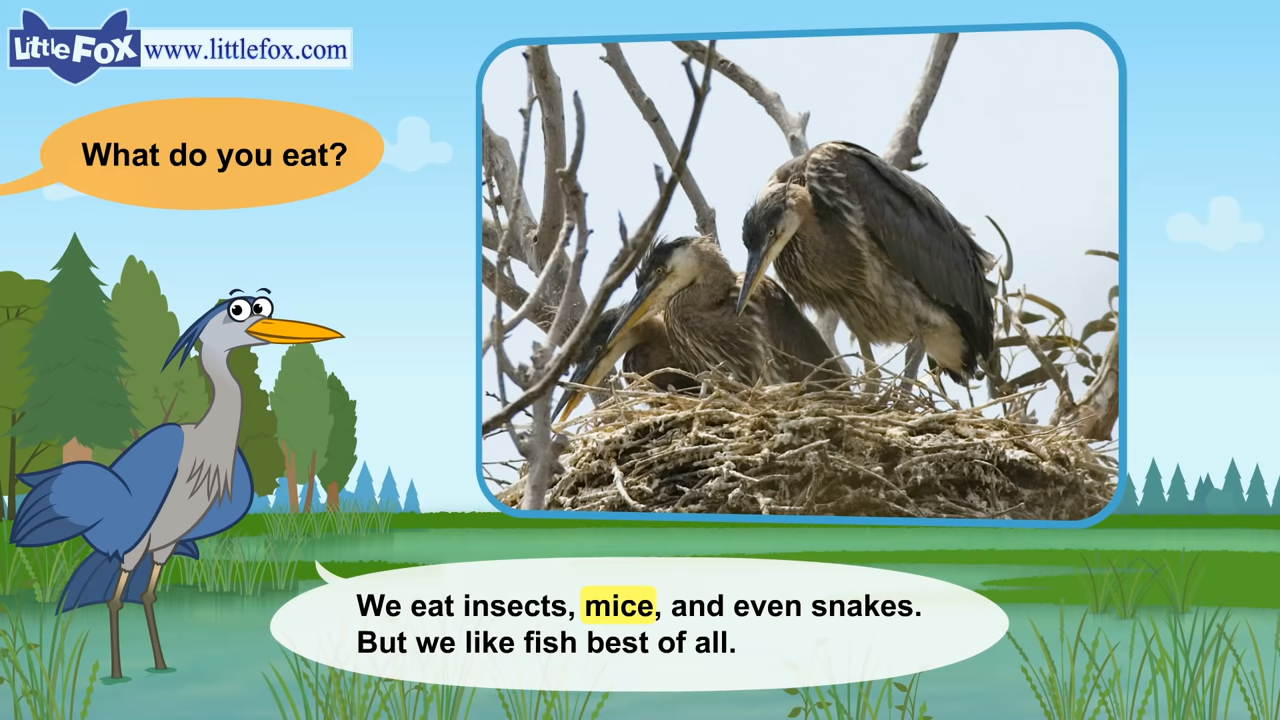 Little Fox www.littlefox.com
What do you eat?
We eat insects, mice, and even snakes.
But we like fish best of all.